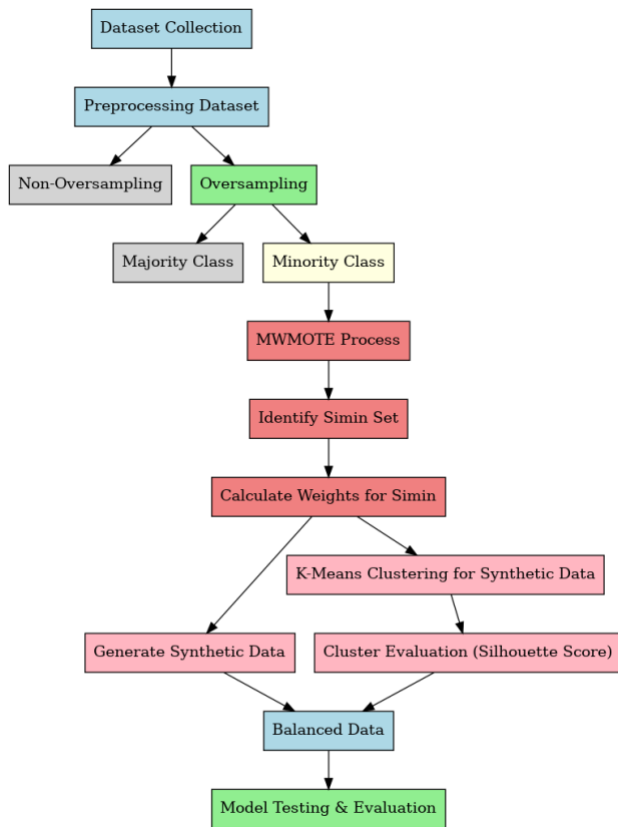 Dataset Collection
Preprocessing Dataset
Non-Oversampling
Oversampling
Majority Class
Minority Class
MWMOTE Process
Identify Simin Set
Calculate Weights for Simin
K-Means Clustering for Synthetic Data
Generate Synthetic Data
Cluster Evaluation (Silhouette Score)
Balanced Data
Model Testing & Evaluation